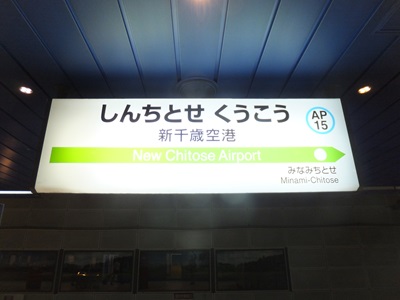 しんちとせ くうこう
AP
15
新千歳空港
New Chitose Airport
みなみちとせ
Minami-Chitose